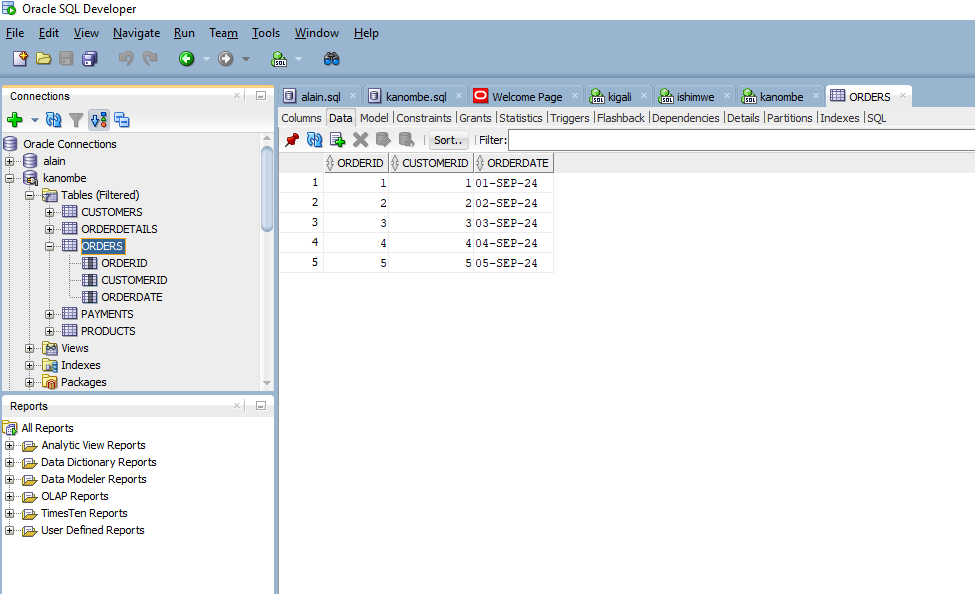 Oracle SQL Developer
File Edit View Navigate Run Team Tools Window Help
Connections
Oracle Connections
alain
kanombe
Tables (Filtered)
CUSTOMERS
ORDERDETAILS
ORDERS
ORDERID
CUSTOMERID
ORDERDATE
PAYMENTS
PRODUCTS
Views
Indexes
Packages
Reports
All Reports
Analytic View Reports
Data Dictionary Reports
Data Modeler Reports
OLAP Reports
TimesTen Reports
User Defined Reports
alain.sql kanombe.sql Welcome Page kigali ishimwe kanombe ORDERS
Columns Data Model Constraints Grants Statistics Triggers Flashback Dependencies Details Partitions Indexes SQL
Sort.. Filter:
ORDERID CUSTOMERID ORDERDATE
1 1 1 01-SEP-24
2 2 2 02-SEP-24
3 3 3 03-SEP-24
4 4 4 04-SEP-24
5 5 5 05-SEP-24